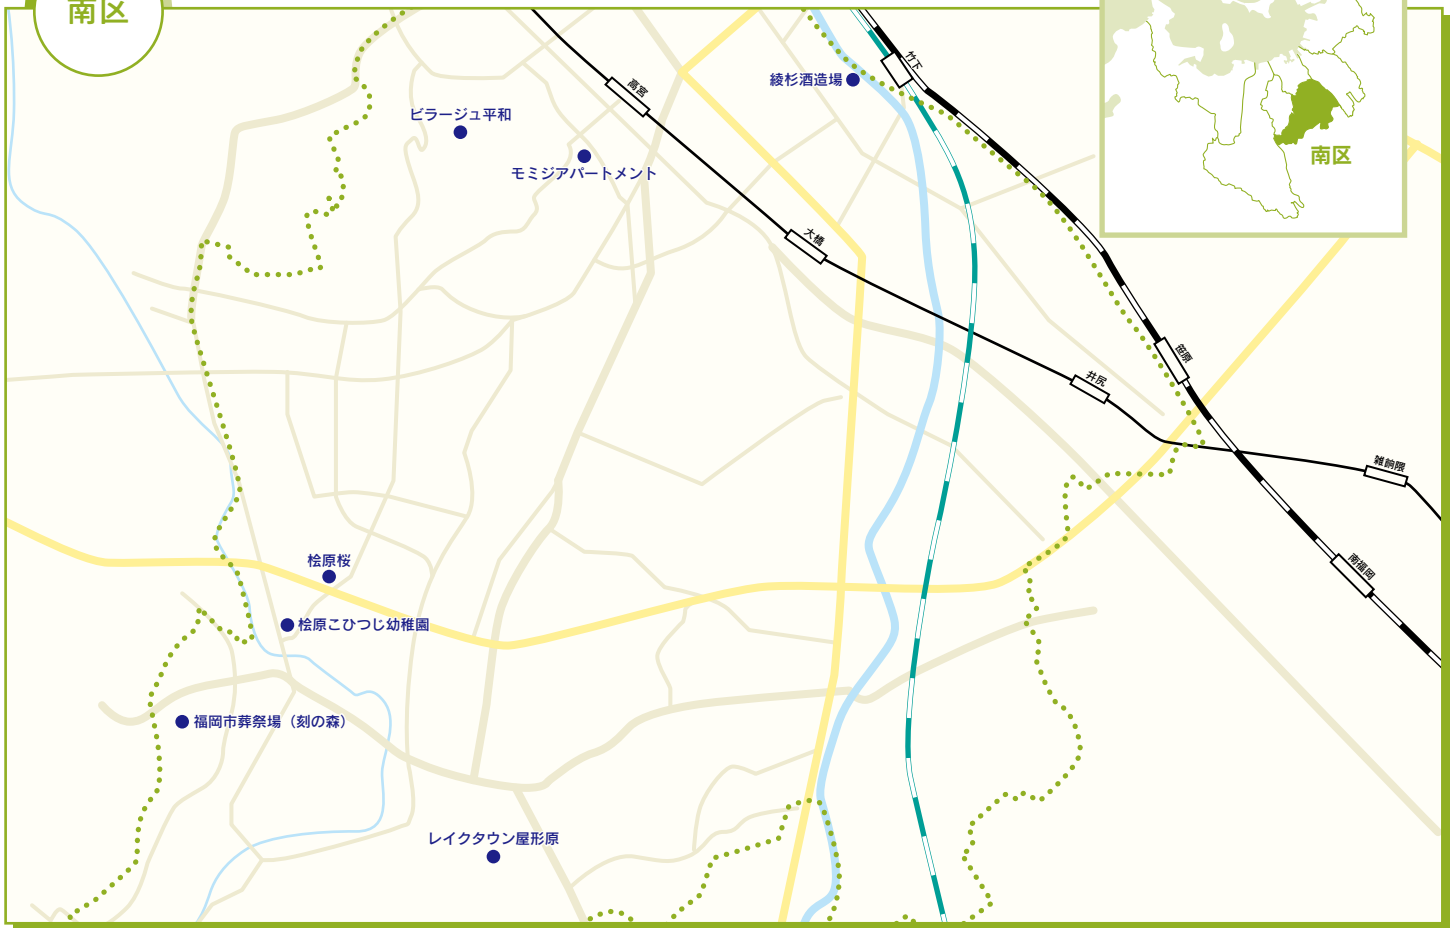 南区
竹下
綾杉酒造場
高宮
ビラージュ平和
モミジアパートメント
南区
大橋
笹原
井尻
雑餉隈
桧原桜
南福岡
桧原こひつじ幼稚園
福岡市葬祭場（刻の森）
レイクタウン屋形原